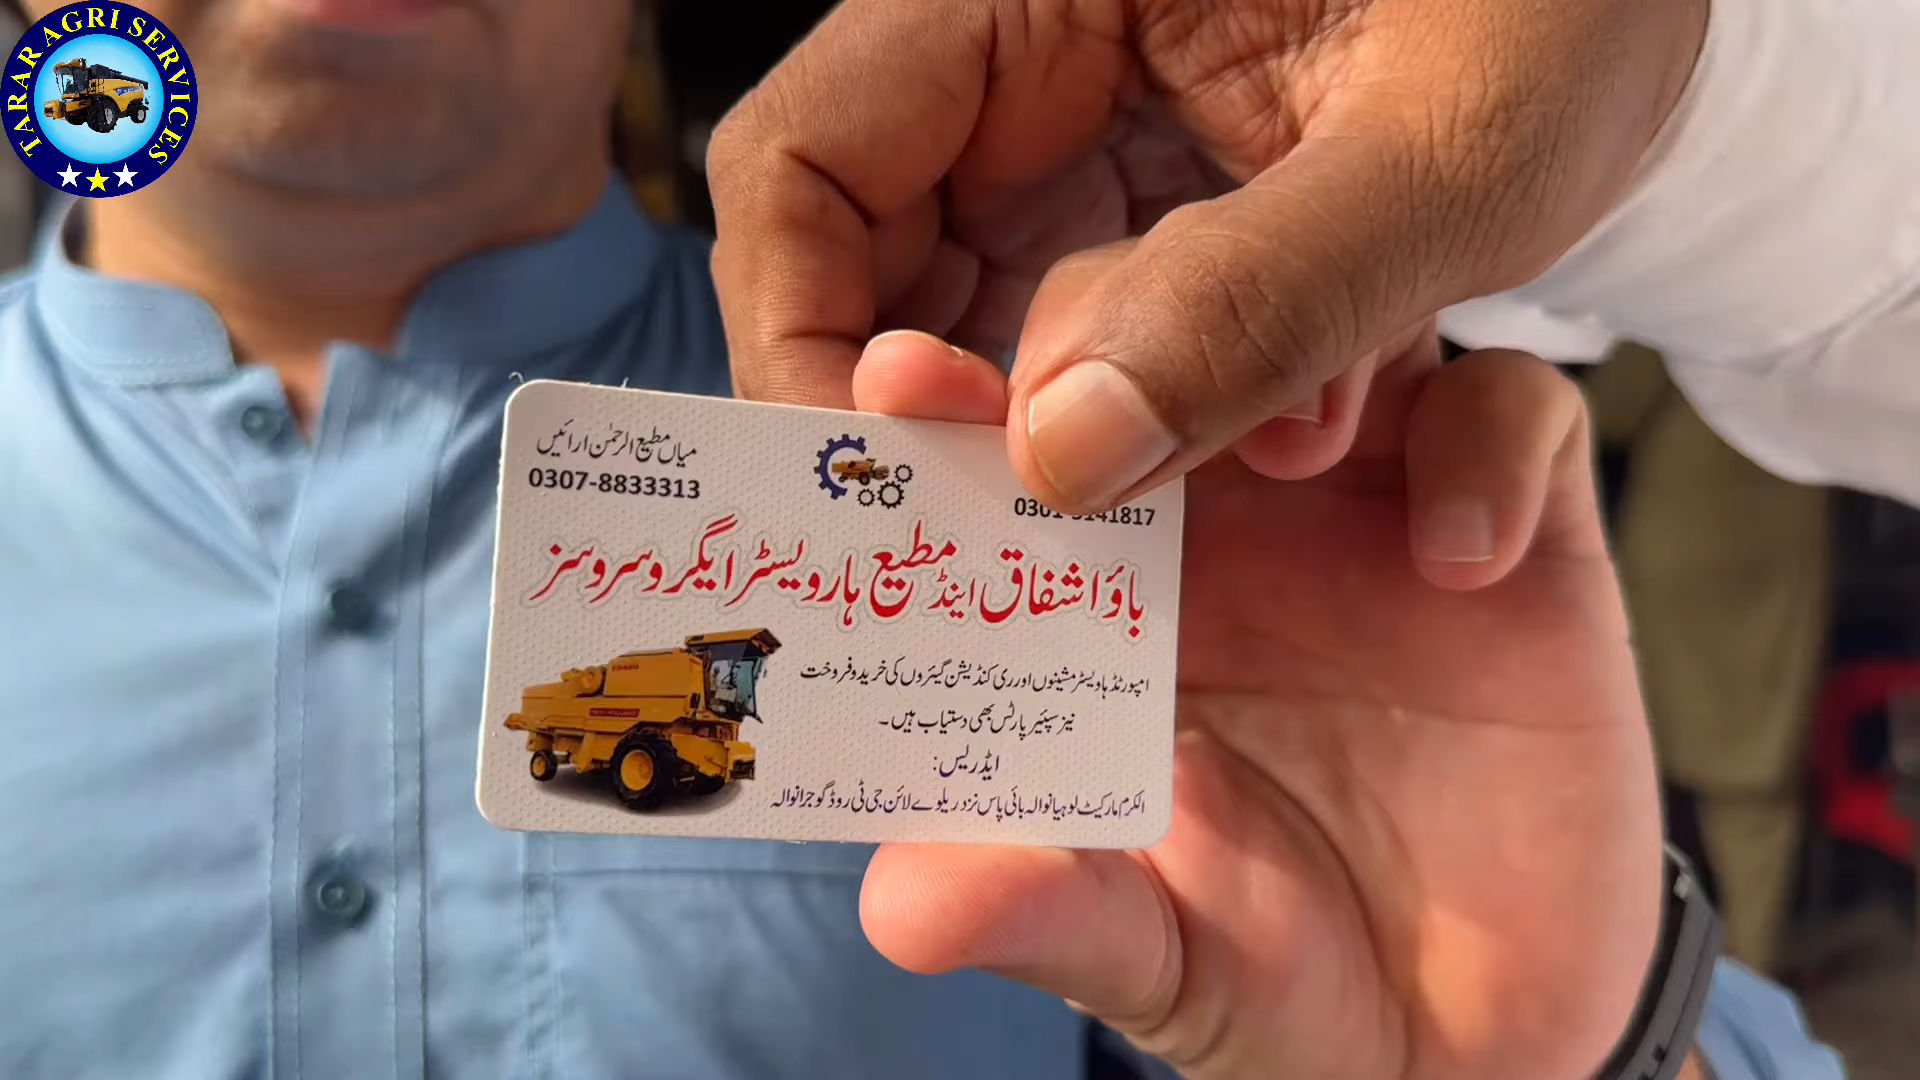 TARAR AGRI SERVICES
میاں مطیع الرحمٰن ارائیں
0307-8833313
باؤ اشفاق اینڈ مطیع ہارویسٹر ایگرو سروسز
امپورٹڈ ہارویسٹر مشینوں اور ری کنڈیشن گیئروں کی خرید و فروخت
نیز سپئیر پارٹس بھی دستیاب ہیں۔
ایڈریس:
الکرم مارکیٹ لوہیانوالہ بائی پاس نزد ریلوے لائن جی ٹی روڈ گوجرانوالہ